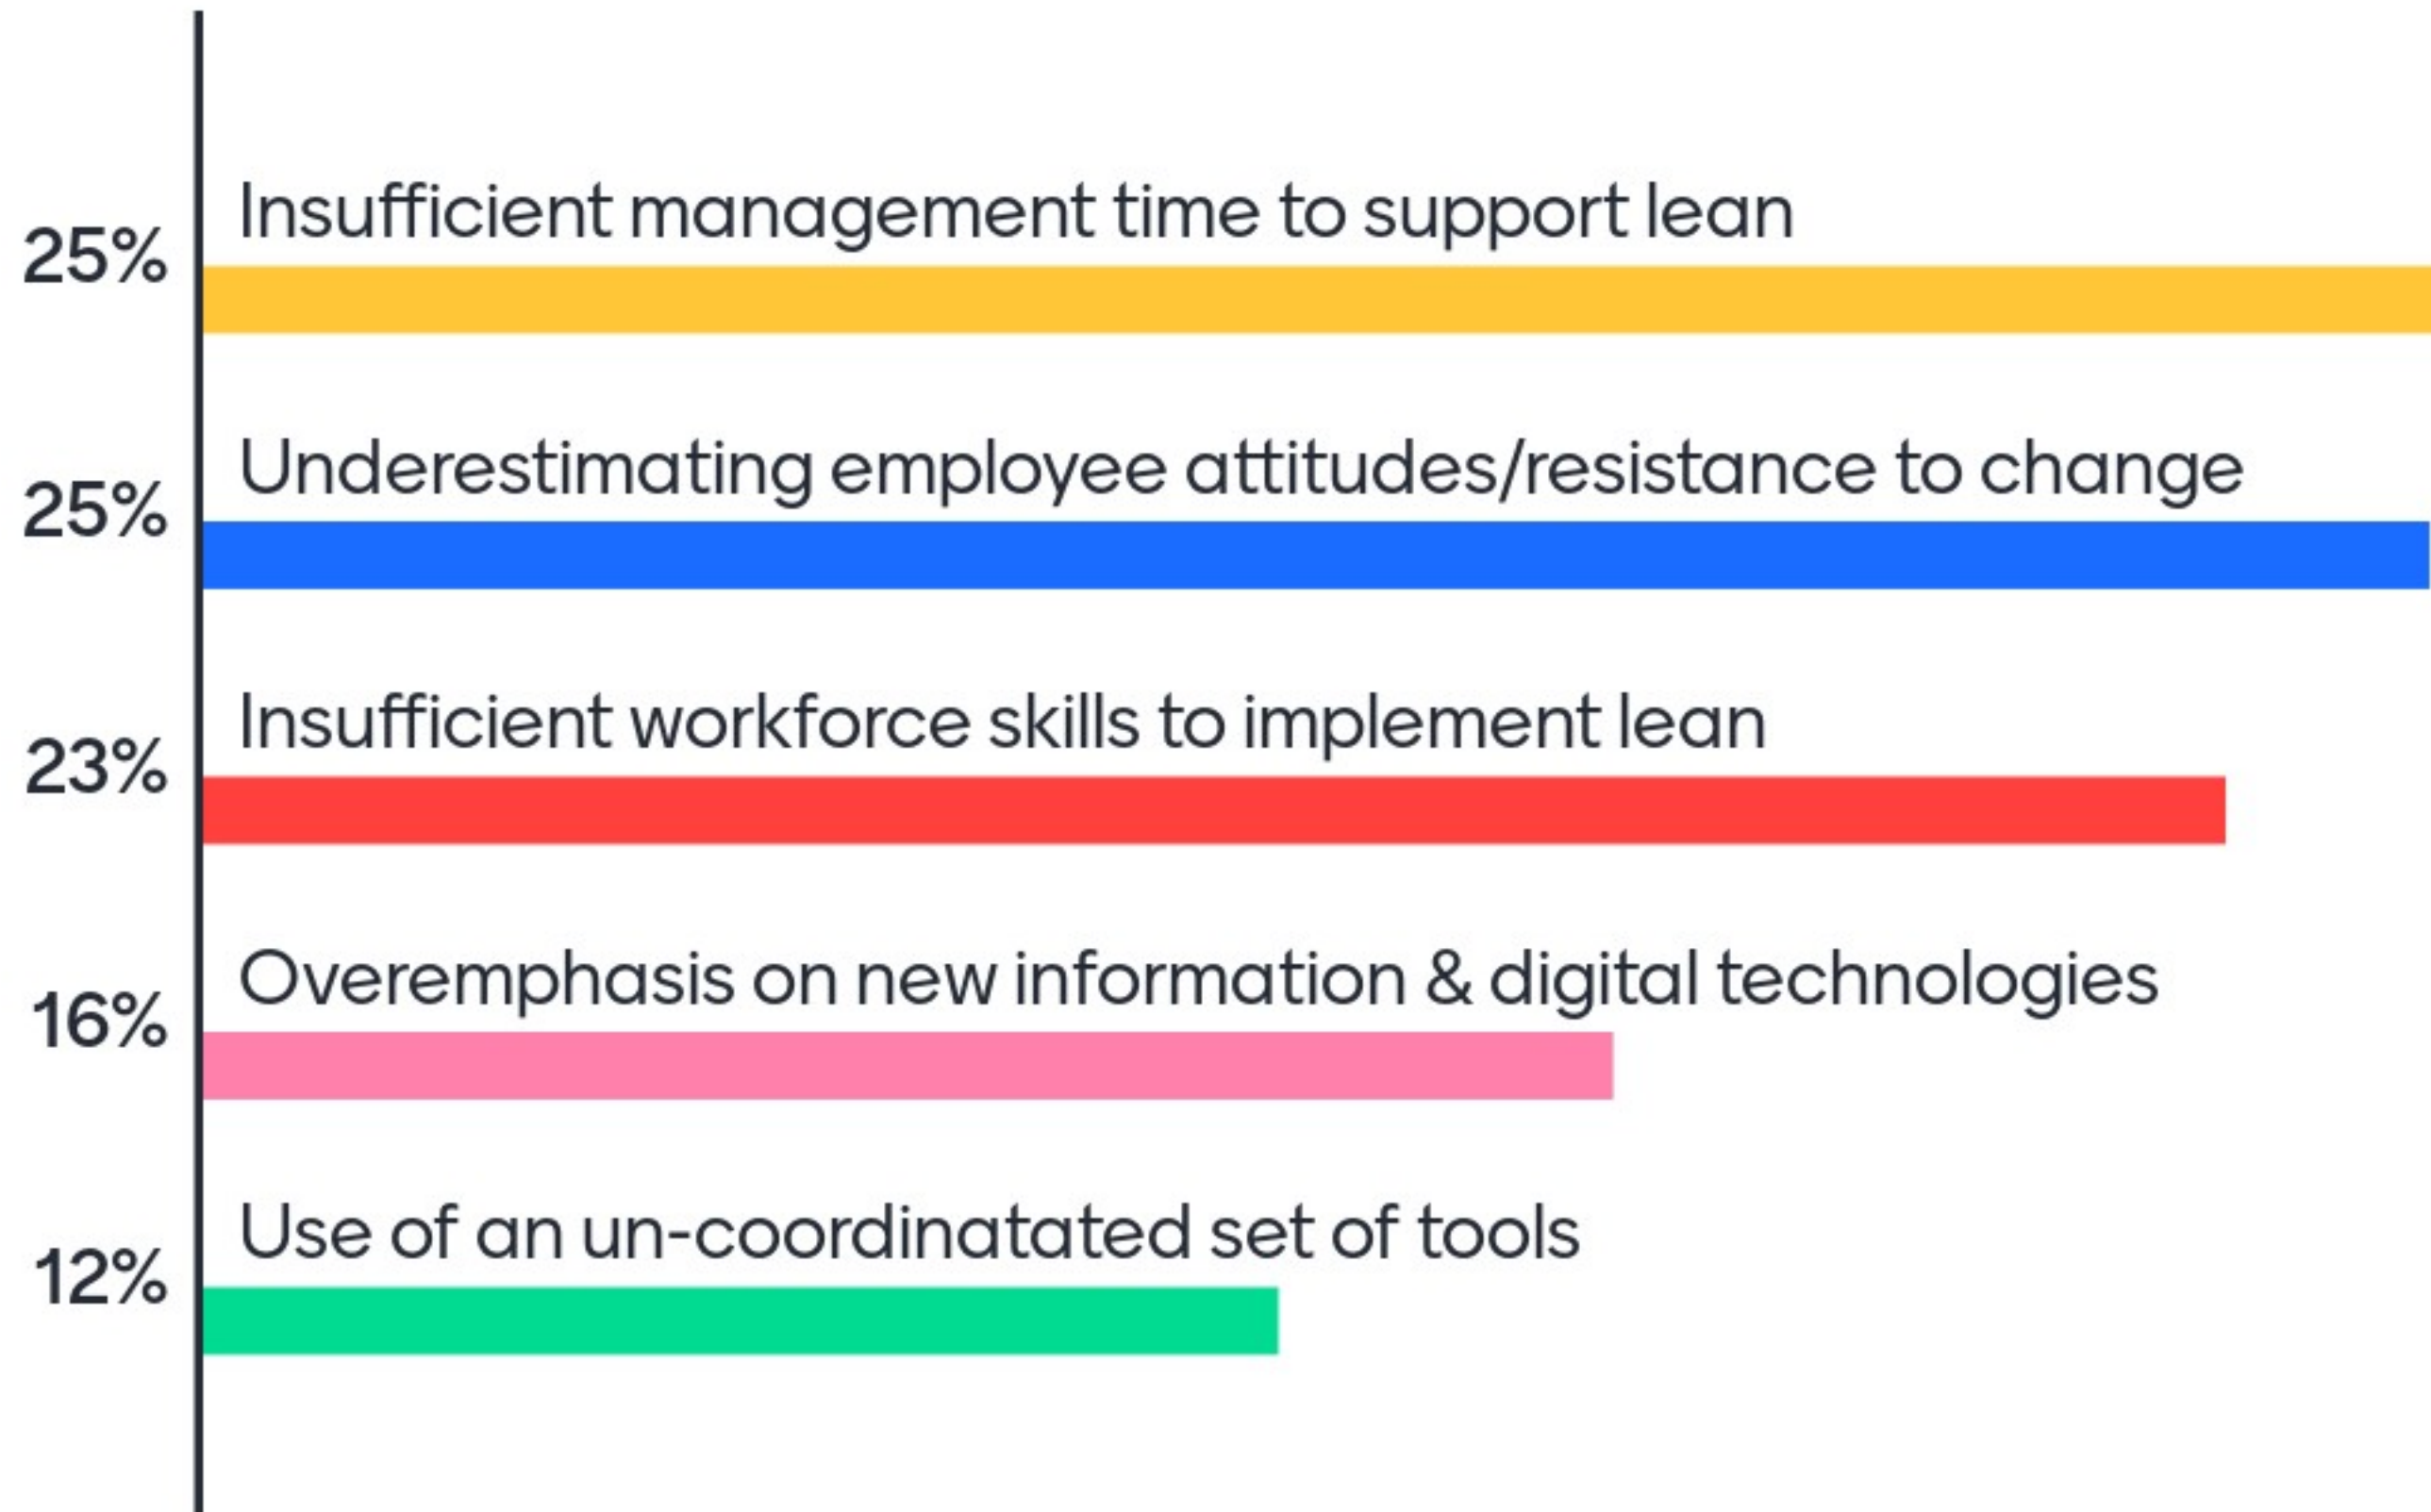 Insufficient management time to support lean
25%
Underestimating employee attitudes/resistance to change
25%
Insufficient workforce skills to implement lean
23%
Overemphasis on new information & digital technologies
16%
Use of an un-coordinatated set of tools
12%